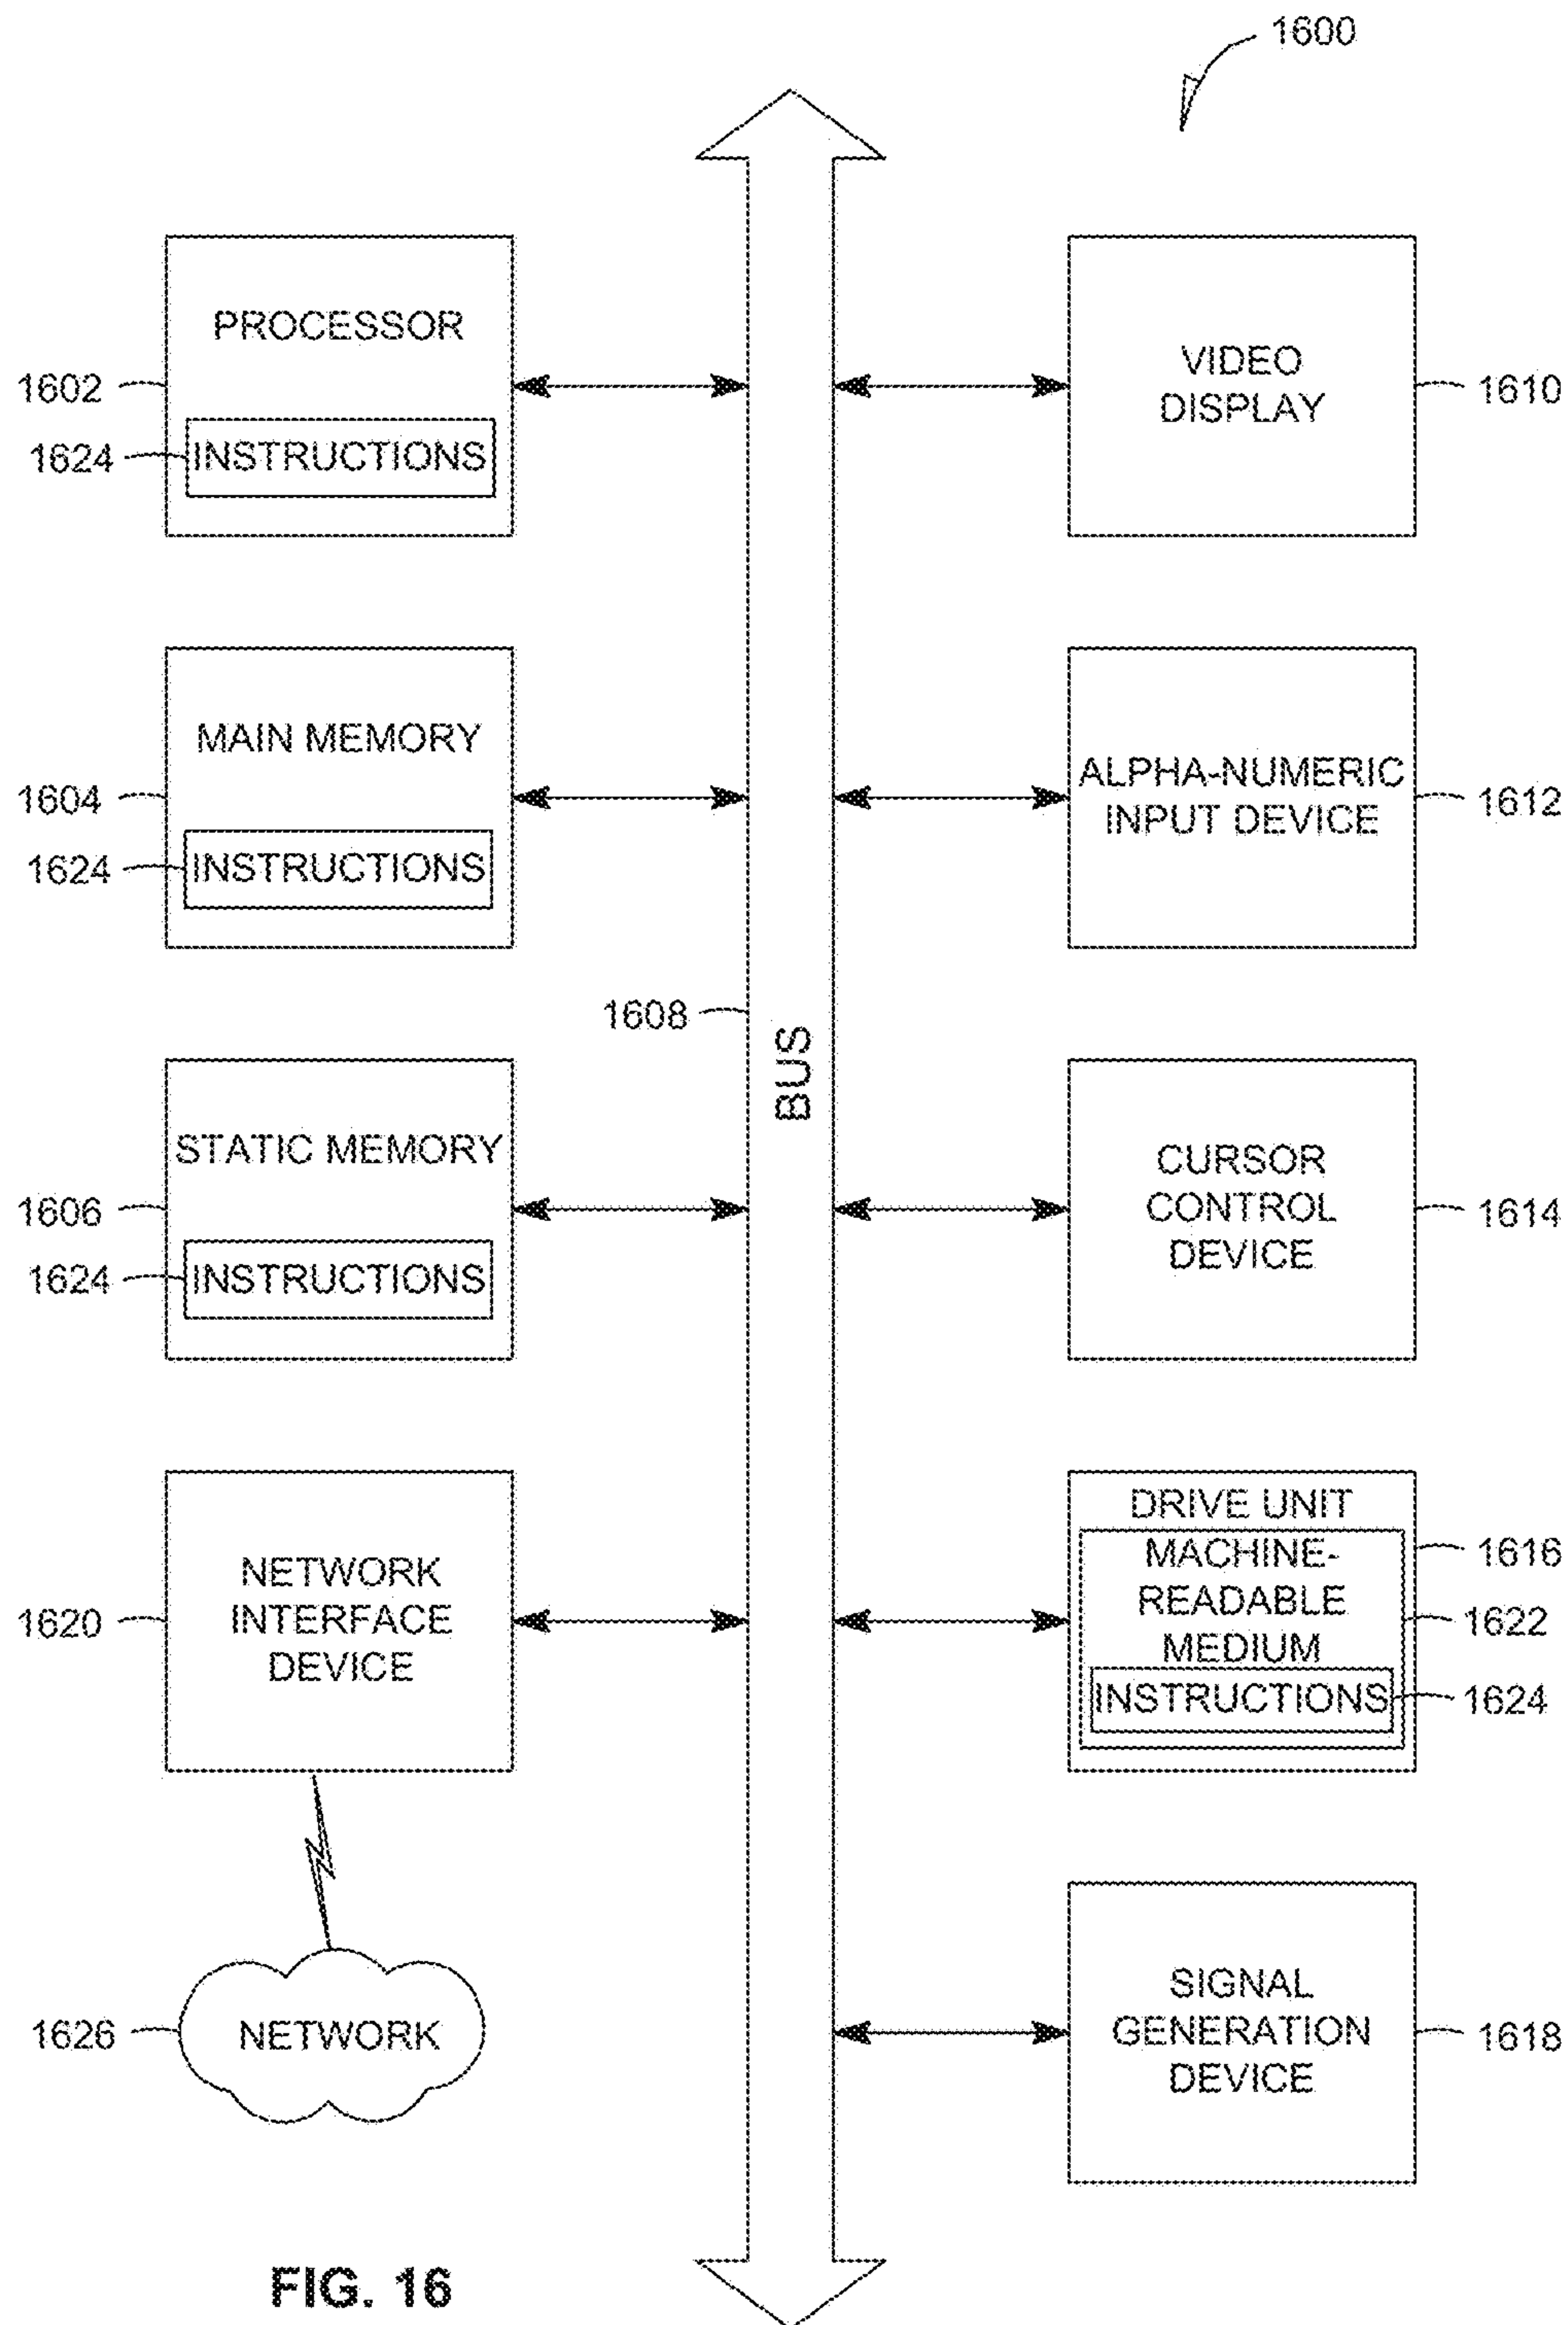 1600
PROCESSOR
1602
1624
INSTRUCTIONS
VIDEO
DISPLAY
1610
MAIN MEMORY
1604
1624
INSTRUCTIONS
ALPHA-NUMERIC
INPUT DEVICE
1612
1608
BUS
STATIC MEMORY
1606
1624
INSTRUCTIONS
CURSOR
CONTROL
DEVICE
1614
NETWORK
INTERFACE
DEVICE
1620
DRIVE UNIT
MACHINE-
READABLE
MEDIUM
INSTRUCTIONS
1616
1622
1624
1626
NETWORK
SIGNAL
GENERATION
DEVICE
1618
FIG. 16